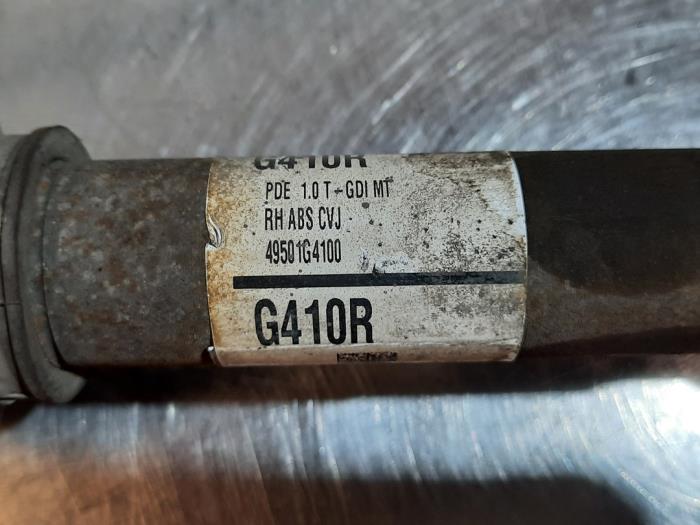 G410R
PDE 1.0 T-GDI MT
RH ABS CVJ
49501G4100
G410R